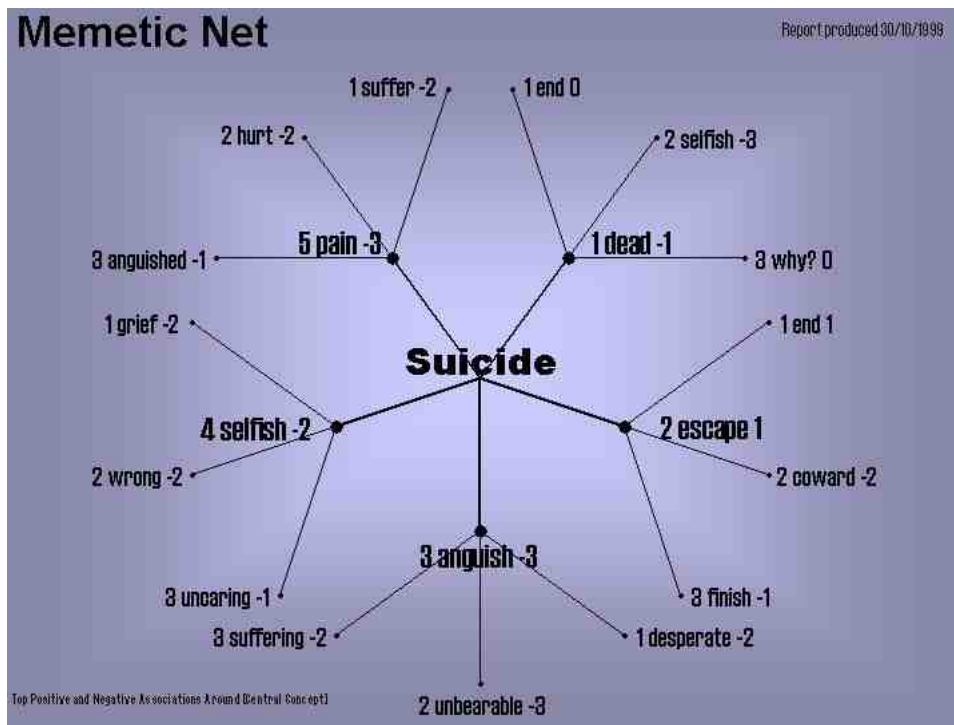 Memetic Net
Report produced 30/10/1999
1 suffer -2
1 end 0
2 hurt -2
2 selfish -3
5 pain -3
1 dead -1
3 anguished -1
3 why? 0
1 grief -2
1 end 1
Suicide
4 selfish -2
2 escape 1
2 wrong -2
2 coward -2
3 anguish -3
3 uncaring -1
3 finish -1
3 suffering -2
1 desperate -2
2 unbearable -3
Top Positive and Negative Associations Around [Central Concept]